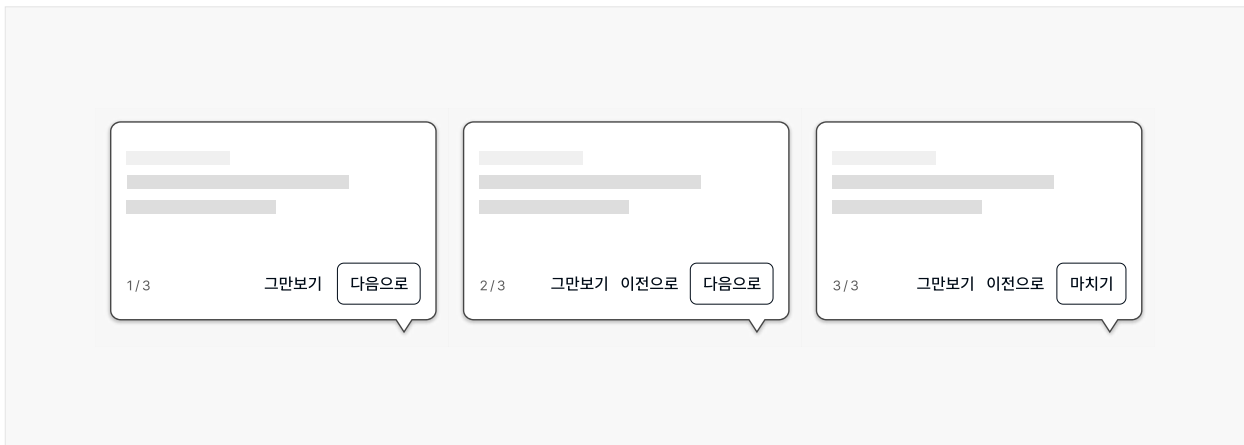 1/3 그만보기 다음으로
2/3 그만보기 이전으로 다음으로
3/3 그만보기 이전으로 마치기